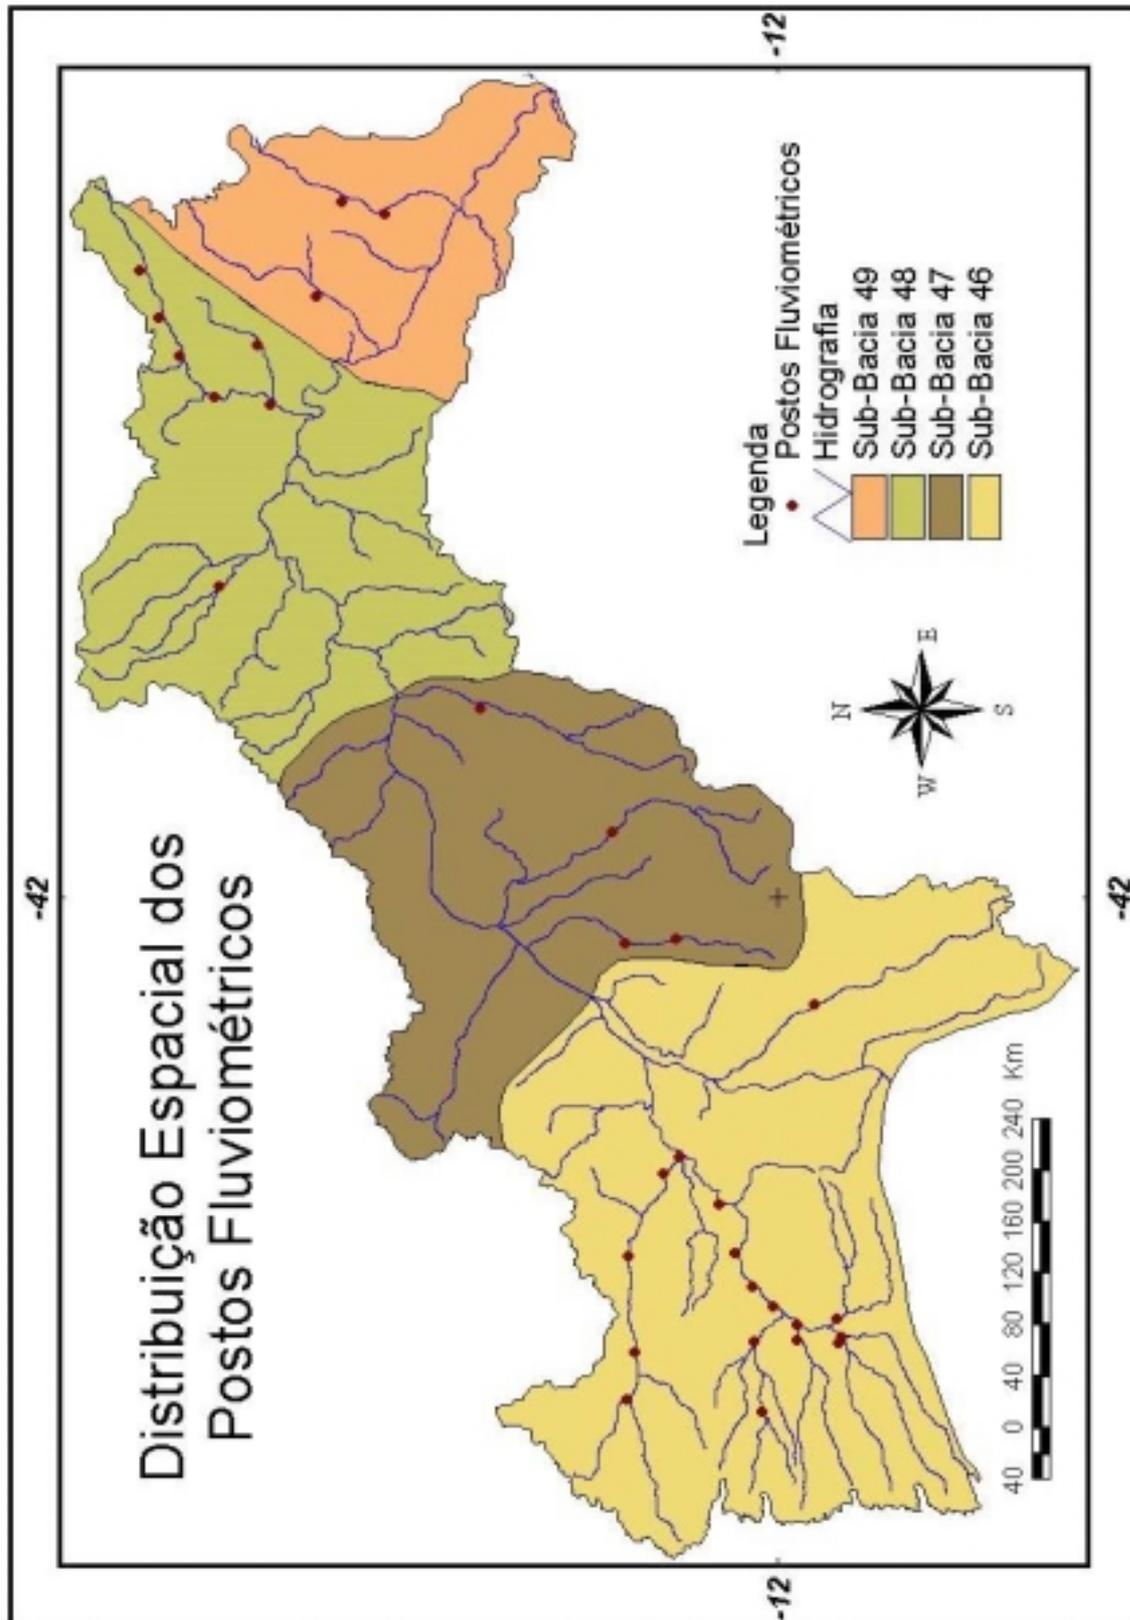 Distribuição Espacial dos
Postos Fluviométricos
-42
-12
-12
-42
Legenda
Postos Fluviométricos
Hidrografia
Sub-Bacia 49
Sub-Bacia 48
Sub-Bacia 47
Sub-Bacia 46
N
W
E
S
40 0 40 80 120 160 200 240 Km